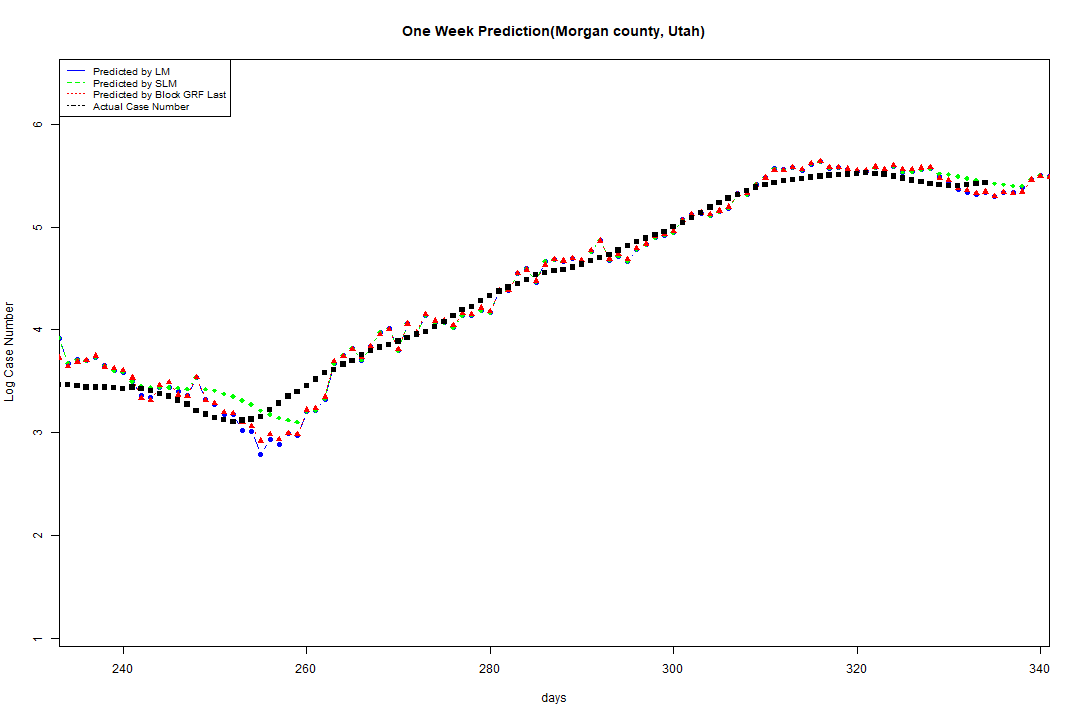 One Week Prediction(Morgan county, Utah)
Predicted by LM
Predicted by SLM
Predicted by Block GRF Last
Actual Case Number
6
5
4
3
2
1
Log Case Number
240
260
280
300
320
340
days